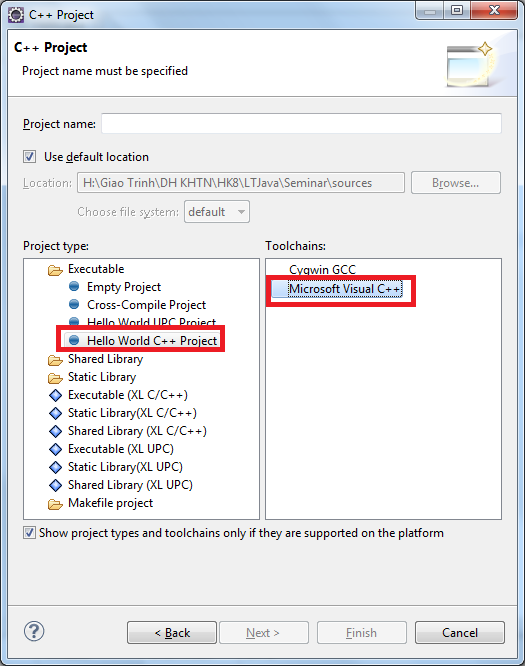 C++ Project
C++ Project
Project name must be specified
Project name:
Use default location
Location: H:\Giao Trinh\DH KHTN\HK8\LTJava\Seminar\sources Browse...
Choose file system: default
Project type: Toolchains:
Executable
Empty Project
Cross-Compile Project
Hello World UPC Project
Hello World C++ Project
Shared Library
Static Library
Executable (XL C/C++)
Static Library(XL C/C++)
Shared Library (XL C/C++)
Executable (XL UPC)
Static Library(XL UPC)
Shared Library (XL UPC)
Makefile project
Cygwin GCC
Microsoft Visual C++
Show project types and toolchains only if they are supported on the platform
? < Back Next > Finish Cancel